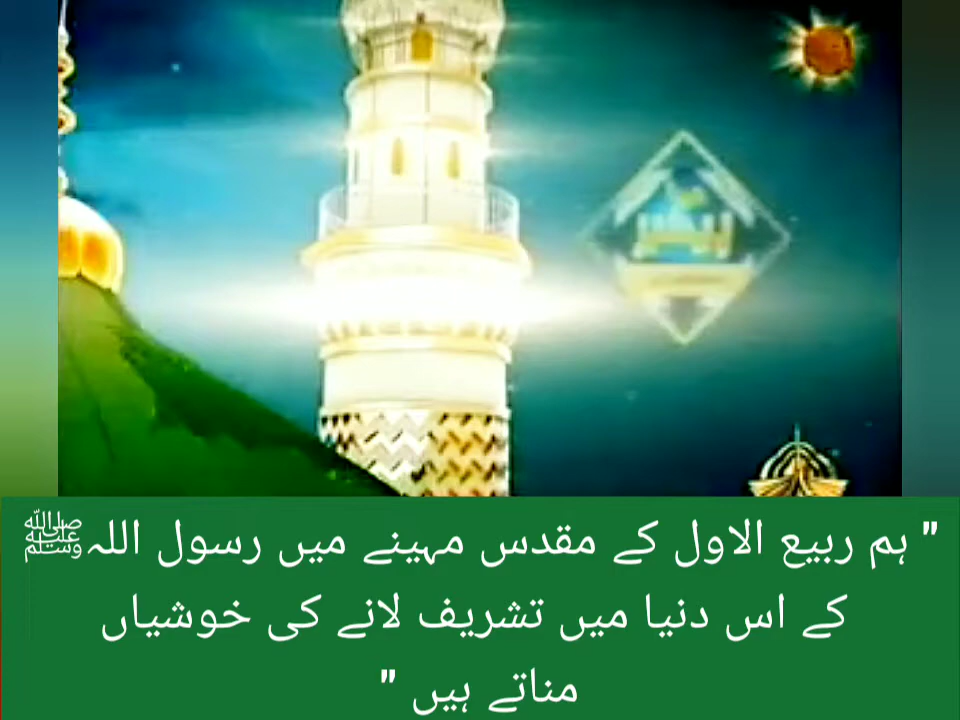 " ہم ربیع الاول کے مقدس مہینے میں رسول اللہ ﷺ
کے اس دنیا میں تشریف لانے کی خوشیاں
مناتے ہیں "